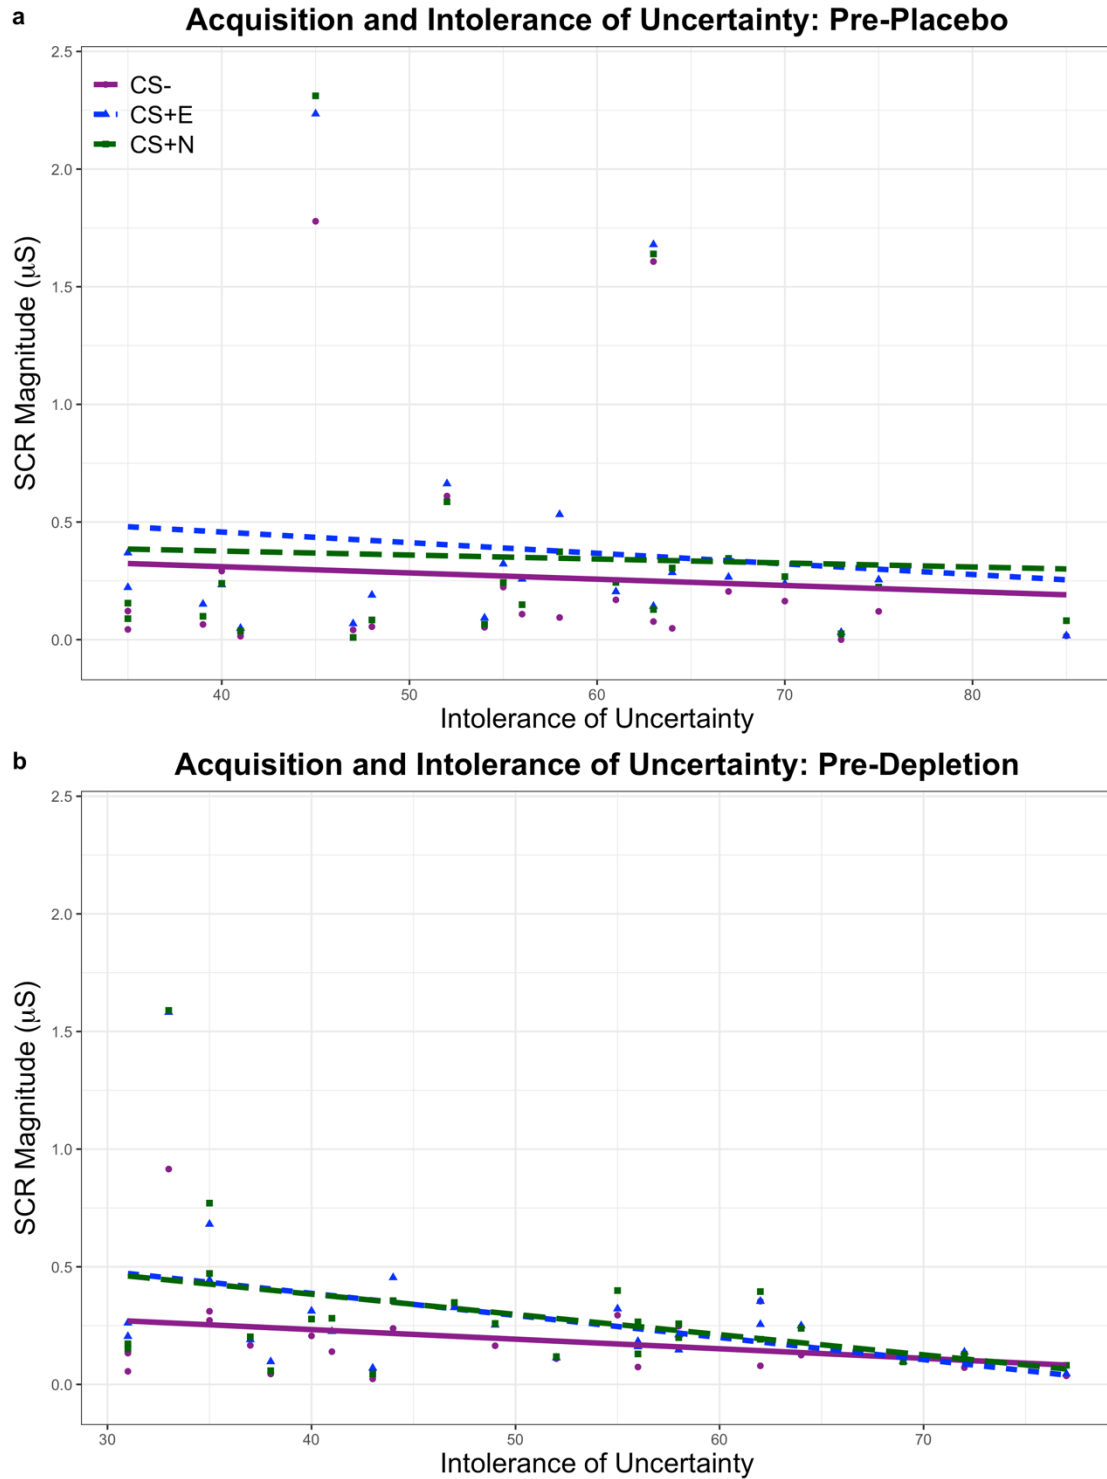 a
Acquisition and Intolerance of Uncertainty: Pre-Placebo
2.5
CS-
CS+E
CS+N
2.0
1.5
1.0
0.5
0.0
SCR Magnitude (μS)
40 50 60 70 80
Intolerance of Uncertainty
b
Acquisition and Intolerance of Uncertainty: Pre-Depletion
2.5
2.0
1.5
1.0
0.5
0.0
SCR Magnitude (μS)
30 40 50 60 70
Intolerance of Uncertainty